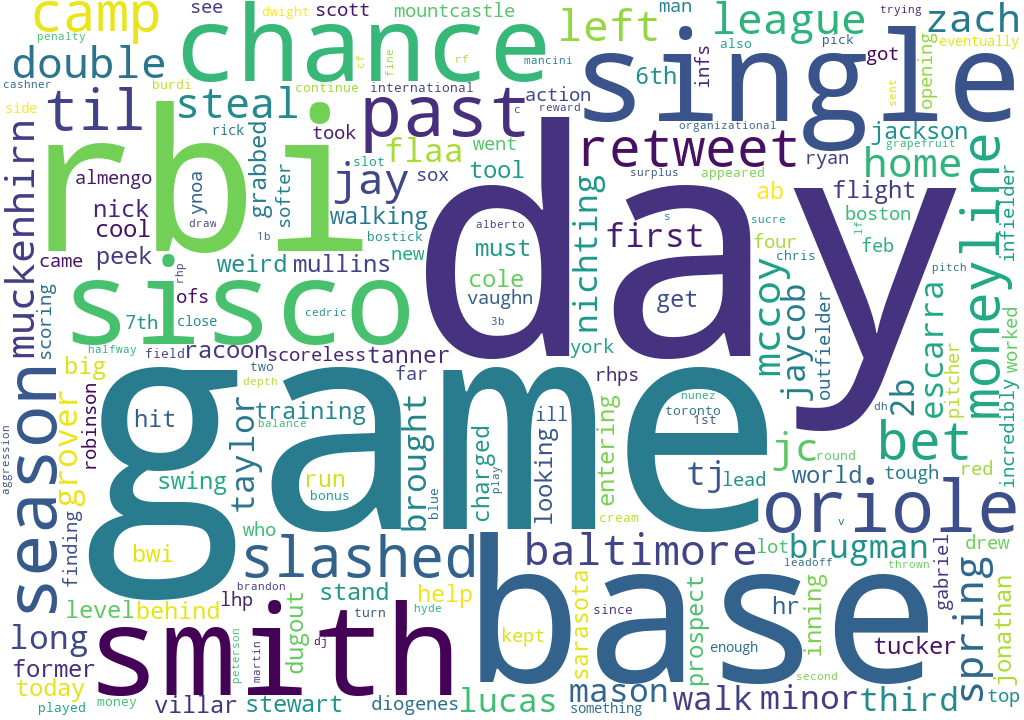 camp
penalty
cashner
double
side
burdi
til
rick
steal
chance
dwight
cf
fine
see
scott
mountcastle
rf
mancini
continue
international
c
reward
took
past
action
left
man
6th
infs
league
also
pick
trying
got
zach
eventually
opening
sent
single
organizational
jackson
grapefruit
muckenhirn
almengo
nick
cool
came
peek
rbi
ynoa
draw
grabbed
softer
jay
flaa
went
sox
tool
slot
surplus
retweet
appeared
ryan
ab
flight
home
boston
feb
lf
infielder
moneyline
walking
bostick
new
alberto
must
cole
vaughn
3b
day
nichting
first
s
get
four
sucre
chris
pitch
weird
mullins
1b
rhp
ofs
sisco
cedric
7th
close
scoring
halfway
field
racoon
scoreless
tanner
york
mccoy
jaycob
outfielder
escarra
worked
incredibly
season
big
grover
robinson
two
depth
far
rhps
nunez
toronto
1st
dh
2b
pitcher
hit
game
training
balance
taylor
brought
charged
play
ill
looking
entering
tj
lead
jc
round
bet
world
tough
red
aggression
finding
swing
run
bonus
blue
cream
oriole
v
bwi
who
slashed
baltimore
leadoff
lot
brugman
drew
thrown
gabriel
spring
level
behind
lhp
brandon
stand
help
turn
hyde
base
kept
sarasota
since
prospect
hr
inning
enough
second
tucker
jonathan
long
former
today
played
smith
money
peterson
martin
dugout
dj
villar
stewart
diogenes
lucas
mason
something
walk
minor
third
top